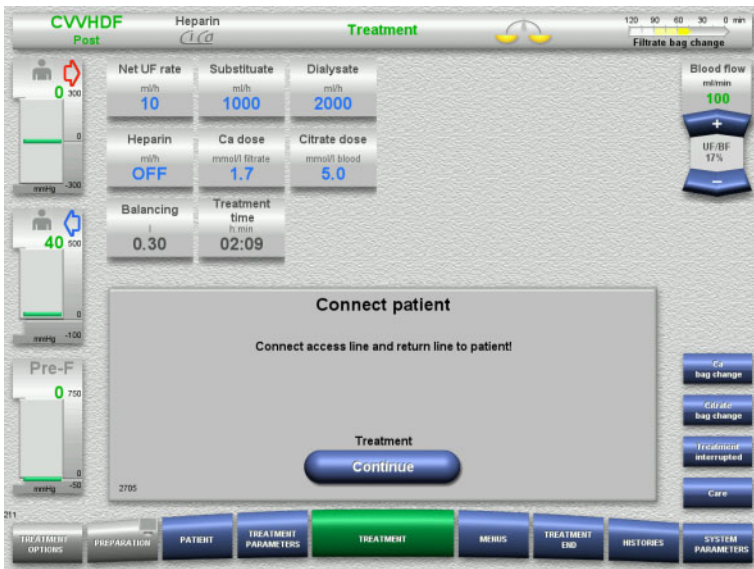 CVVHDF
Post
Heparin
Ci Ca
Treatment
120 90 60 30 0 min
Filtrate bag change
0
300
0
-300
mmHg
40
500
0
-100
mmHg
Pre-F
0
750
0
-50
mmHg
Net UF rate
ml/h
10
Substituate
ml/h
1000
Dialysate
ml/h
2000
Heparin
ml/h
OFF
Ca dose
mmol/l filtrate
1.7
Citrate dose
mmol/l blood
5.0
Balancing
l
0.30
Treatment
time
h:min
02:09
Blood flow
ml/min
100
+
UF/BF
17%
−
Connect patient
Connect access line and return line to patient!
Treatment
Continue
2705
Ca
bag change
Citrate
bag change
Treatment
interrupted
Care
211
TREATMENT
OPTIONS
PREPARATION
PATIENT
TREATMENT
PARAMETERS
TREATMENT
MENUS
TREATMENT
END
HISTORIES
SYSTEM
PARAMETERS